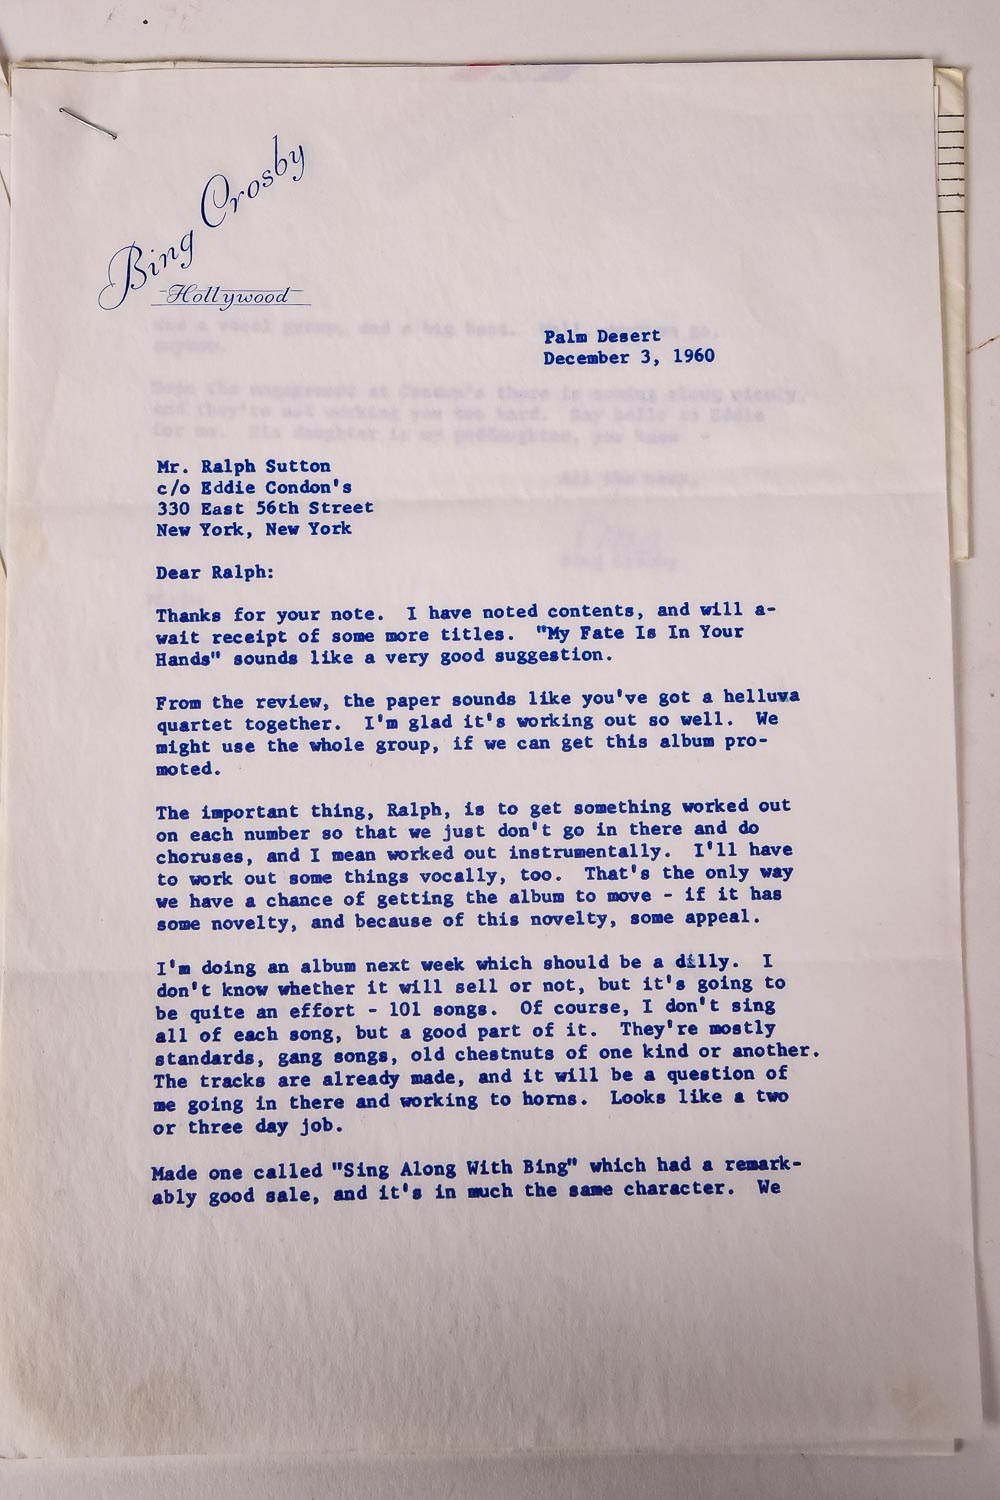 Bing Crosby
Hollywood
Palm Desert
December 3, 1960
Mr. Ralph Sutton
c/o Eddie Condon's
330 East 56th Street
New York, New York
Dear Ralph:
Thanks for your note. I have noted contents, and will a-
wait receipt of some more titles. "My Fate Is In Your
Hands" sounds like a very good suggestion.
From the review, the paper sounds like you've got a helluva
quartet together. I'm glad it's working out so well. We
might use the whole group, if we can get this album pro-
moted.
The important thing, Ralph, is to get something worked out
on each number so that we just don't go in there and do
choruses, and I mean worked out instrumentally. I'll have
to work out some things vocally, too. That's the only way
we have a chance of getting the album to move - if it has
some novelty, and because of this novelty, some appeal.
I'm doing an album next week which should be a dilly. I
don't know whether it will sell or not, but it's going to
be quite an effort - 101 songs. Of course, I don't sing
all of each song, but a good part of it. They're mostly
standards, gang songs, old chestnuts of one kind or another.
The tracks are already made, and it will be a question of
me going in there and working to horns. Looks like a two
or three day job.
Made one called "Sing Along With Bing" which had a remark-
ably good sale, and it's in much the same character. We